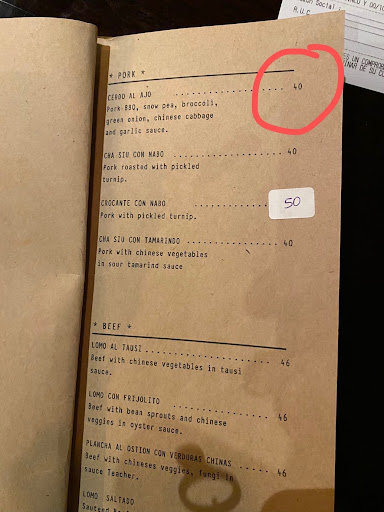 * PORK *
CERDO AL AJO .................... 40
Pork BBQ, snow pea, broccoli,
green onion, chinese cabbage
and garlic sauce.
CHA SIU CON NABO .................... 40
Pork roasted with pickled
turnip.
CROCANTE CON NABO .................... 50
Pork with pickled turnip.
CHA SIU CON TAMARINDO .................... 40
Pork with chinese vegetables
in sour tamarind sauce
* BEEF *
LOMO AL TAUSI .................... 46
Beef with chinese vegetables in tausi
sauce.
LOMO CON FRIJOLITO .................... 46
Beef with bean sprouts and chinese
veggies in oyster sauce.
PLANCHA AL OSTION CON VERDURAS CHINAS ........ 46
Beef with chineses veggies, fungi in
sauce Teacher.
LOMO SALTADO
R.U.C.